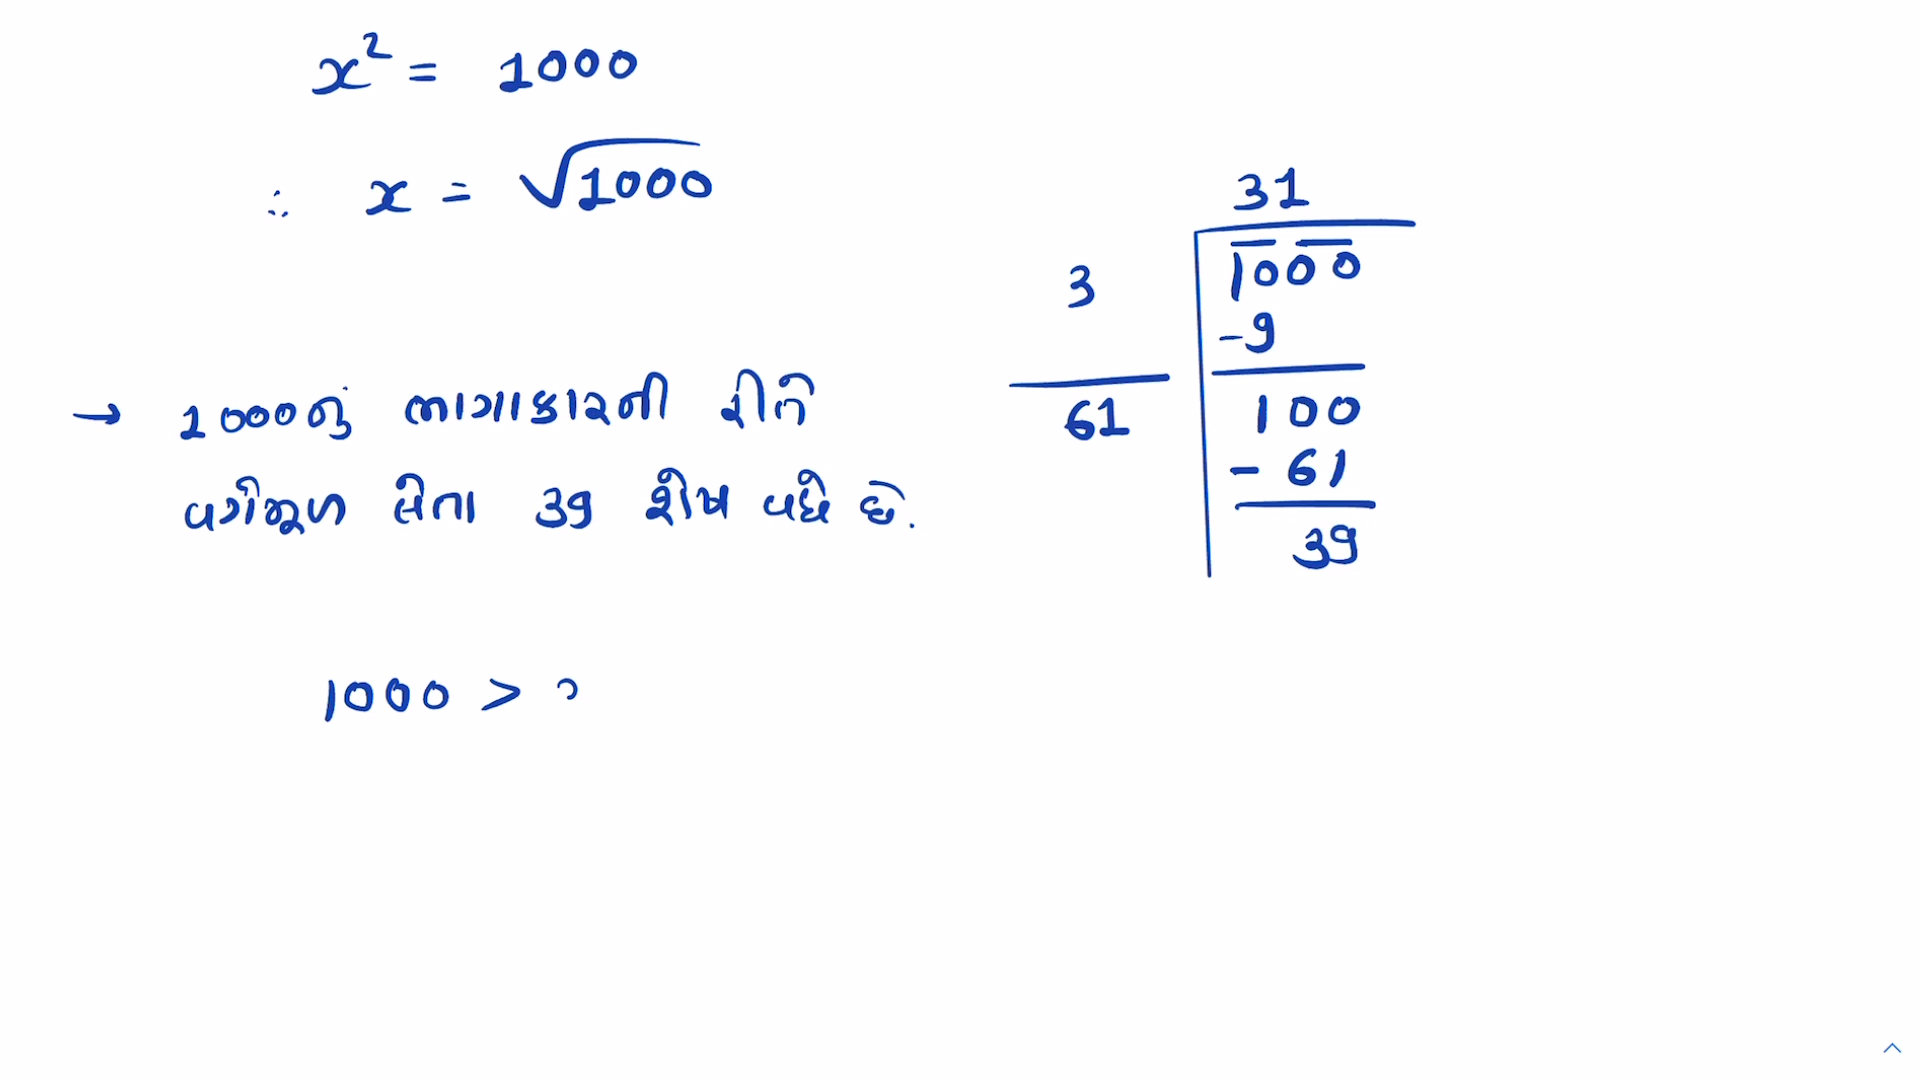 x² = 1000
∴ x = √1000
→ 1000નું ભાગાકારની રીતે
વર્ગમૂળ લેતા 39 શેષ વધે છે.
1000 >
31
3
1000
-9
61
100
- 61
39